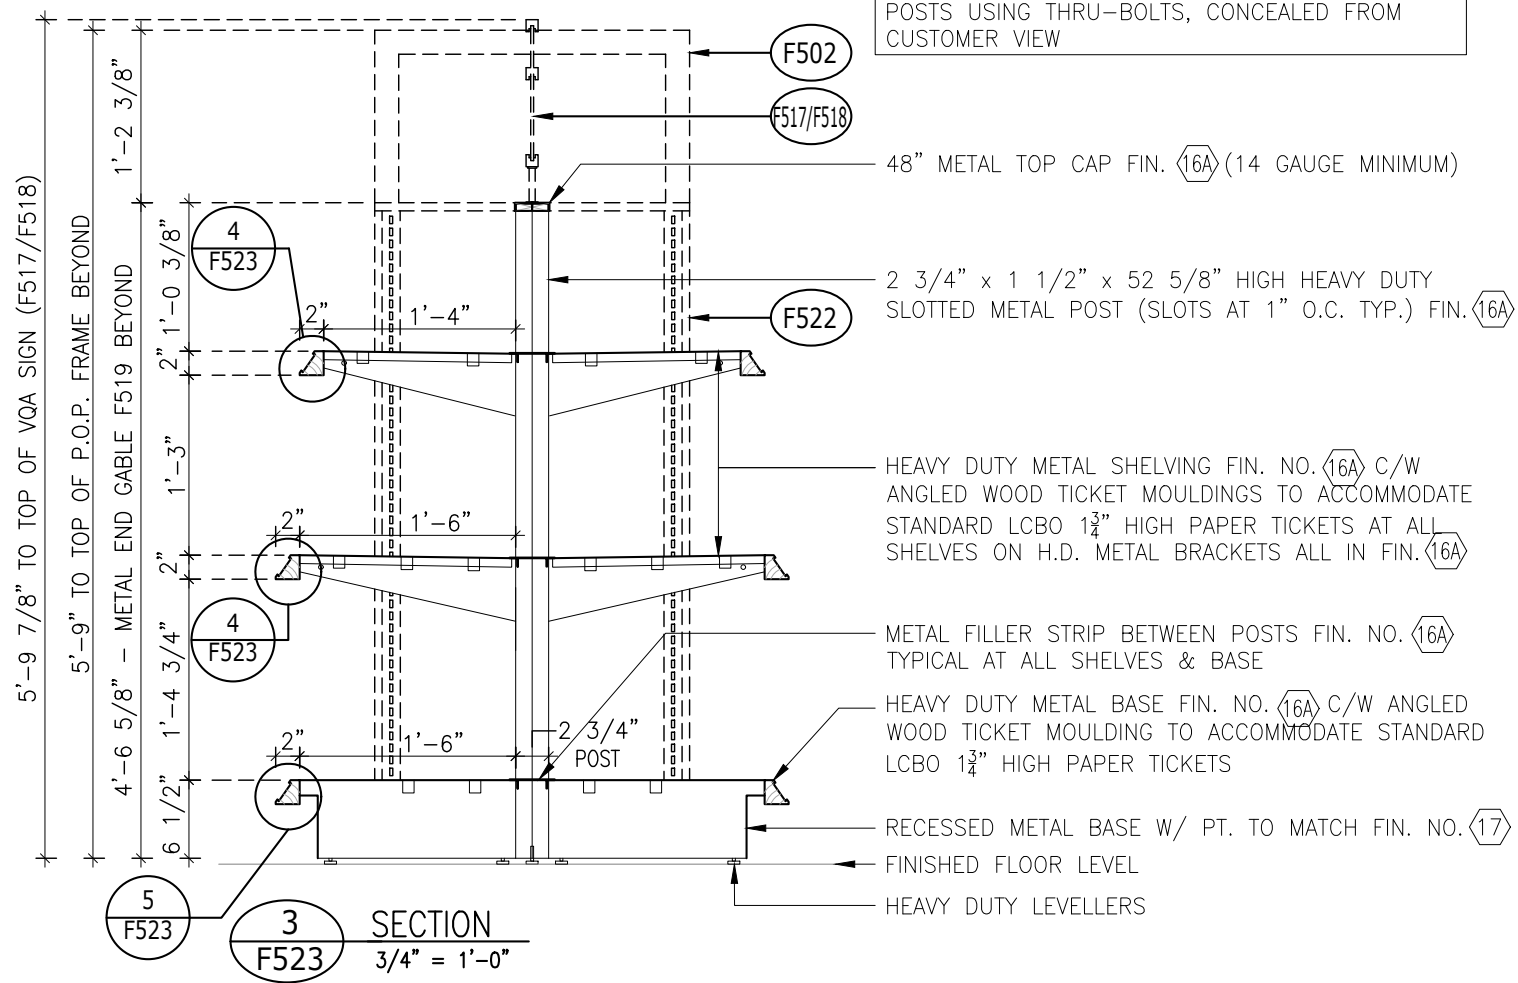 POSTS USING THRU-BOLTS, CONCEALED FROM
CUSTOMER VIEW
F502
F517/F518
48" METAL TOP CAP FIN. 16A (14 GAUGE MINIMUM)
2 3/4" x 1 1/2" x 52 5/8" HIGH HEAVY DUTY
SLOTTED METAL POST (SLOTS AT 1" O.C. TYP.) FIN. 16A
F522
HEAVY DUTY METAL SHELVING FIN. NO. 16A C/W
ANGLED WOOD TICKET MOULDINGS TO ACCOMMODATE
STANDARD LCBO 1 3/4" HIGH PAPER TICKETS AT ALL
SHELVES ON H.D. METAL BRACKETS ALL IN FIN. 16A
METAL FILLER STRIP BETWEEN POSTS FIN. NO. 16A
TYPICAL AT ALL SHELVES & BASE
HEAVY DUTY METAL BASE FIN. NO. 16A C/W ANGLED
WOOD TICKET MOULDING TO ACCOMMODATE STANDARD
LCBO 1 3/4" HIGH PAPER TICKETS
RECESSED METAL BASE W/ PT. TO MATCH FIN. NO. 17
FINISHED FLOOR LEVEL
HEAVY DUTY LEVELLERS
5'-9 7/8" TO TOP OF VQA SIGN (F517/F518)
5'-9" TO TOP OF P.O.P. FRAME BEYOND
1'-2 3/8"
4'-6 5/8" - METAL END GABLE F519 BEYOND
1'-0 3/8"
2"
1'-3"
2"
1'-4 3/4"
6 1/2"
4
F523
2"
1'-4"
2"
1'-6"
4
F523
2"
1'-6"
2 3/4"
POST
5
F523
3
F523
SECTION
3/4" = 1'-0"